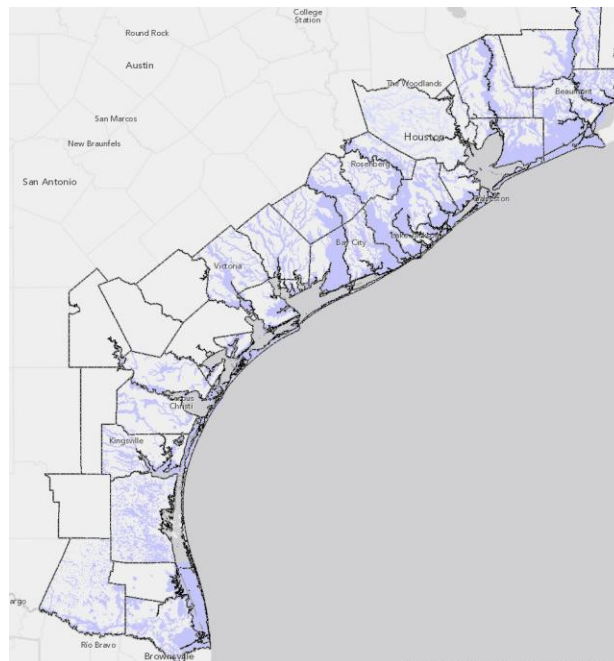 College
Station
Round Rock
Austin
The Woodlands
Beaumont
San Marcos
Houston
New Braunfels
Rosenberg
San Antonio
Galveston
Bay City
Victoria
Corpus
Christi
Kingsville
Rio Bravo
Brownsville